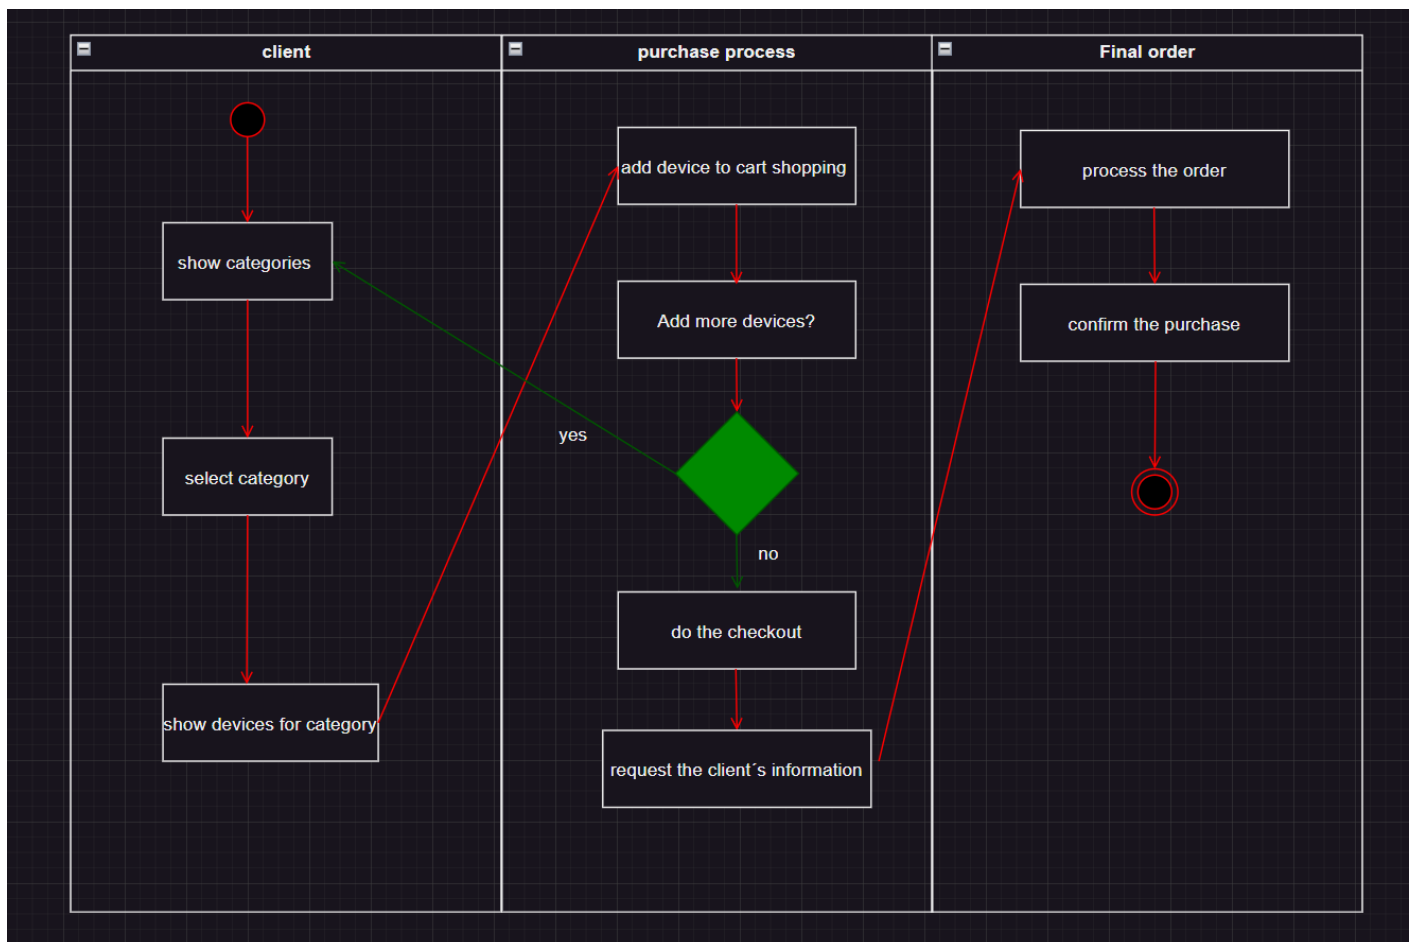 client
purchase process
Final order
show categories
select category
show devices for category
add device to cart shopping
Add more devices?
yes
no
do the checkout
request the client´s information
process the order
confirm the purchase